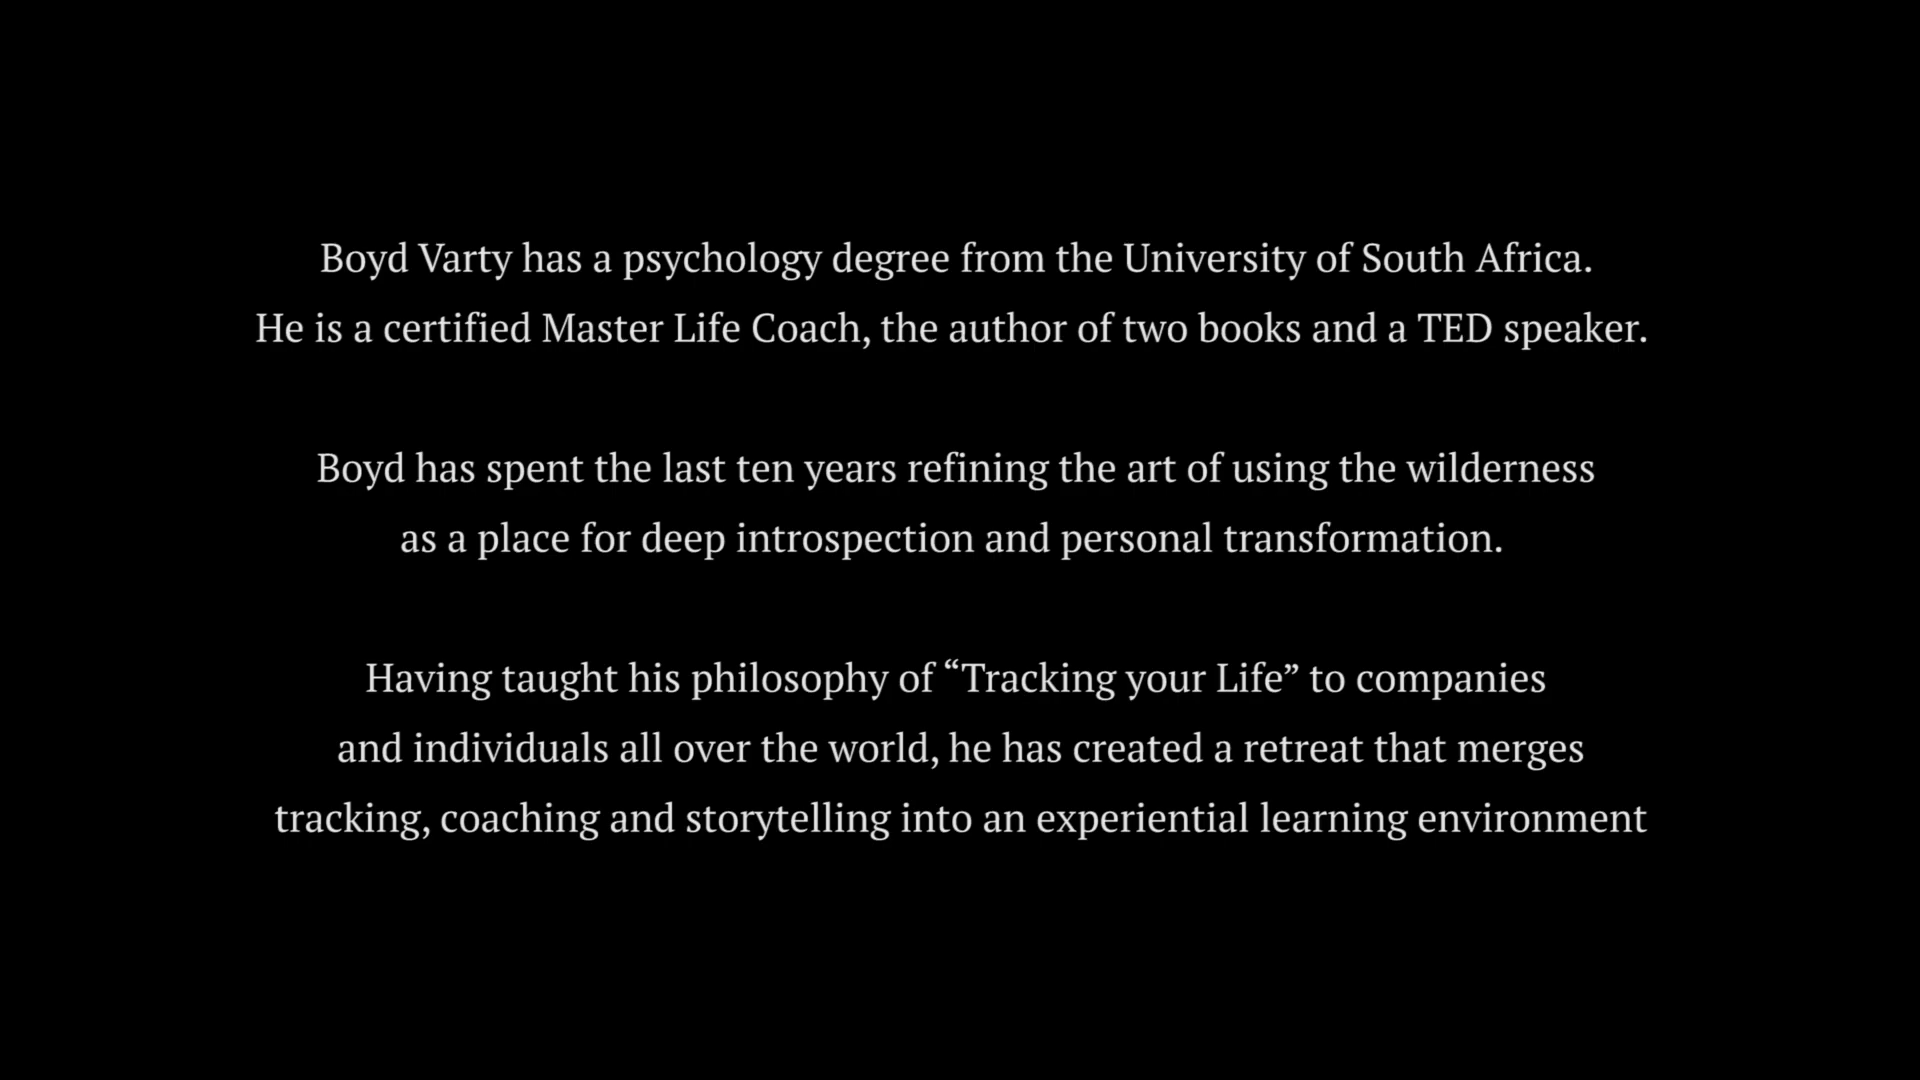 Boyd Varty has a psychology degree from the University of South Africa.
He is a certified Master Life Coach, the author of two books and a TED speaker.
Boyd has spent the last ten years refining the art of using the wilderness
as a place for deep introspection and personal transformation.
Having taught his philosophy of “Tracking your Life” to companies
and individuals all over the world, he has created a retreat that merges
tracking, coaching and storytelling into an experiential learning environment